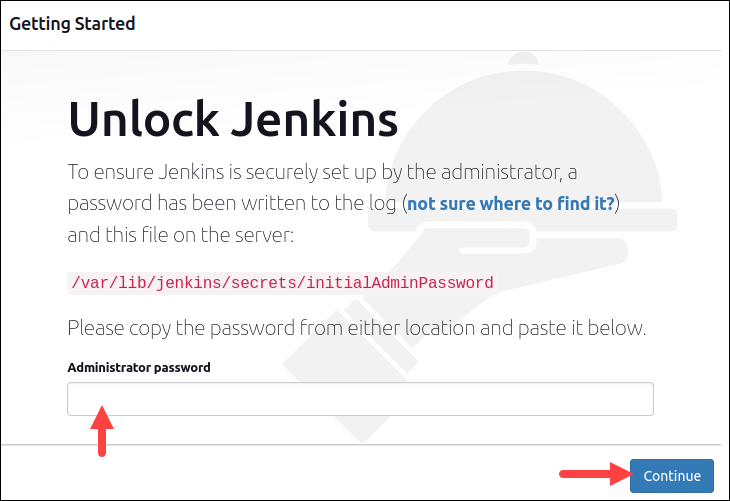 Getting Started
Unlock Jenkins
To ensure Jenkins is securely set up by the administrator, a
password has been written to the log (not sure where to find it?)
and this file on the server:
/var/lib/jenkins/secrets/initialAdminPassword
Please copy the password from either location and paste it below.
Administrator password
Continue